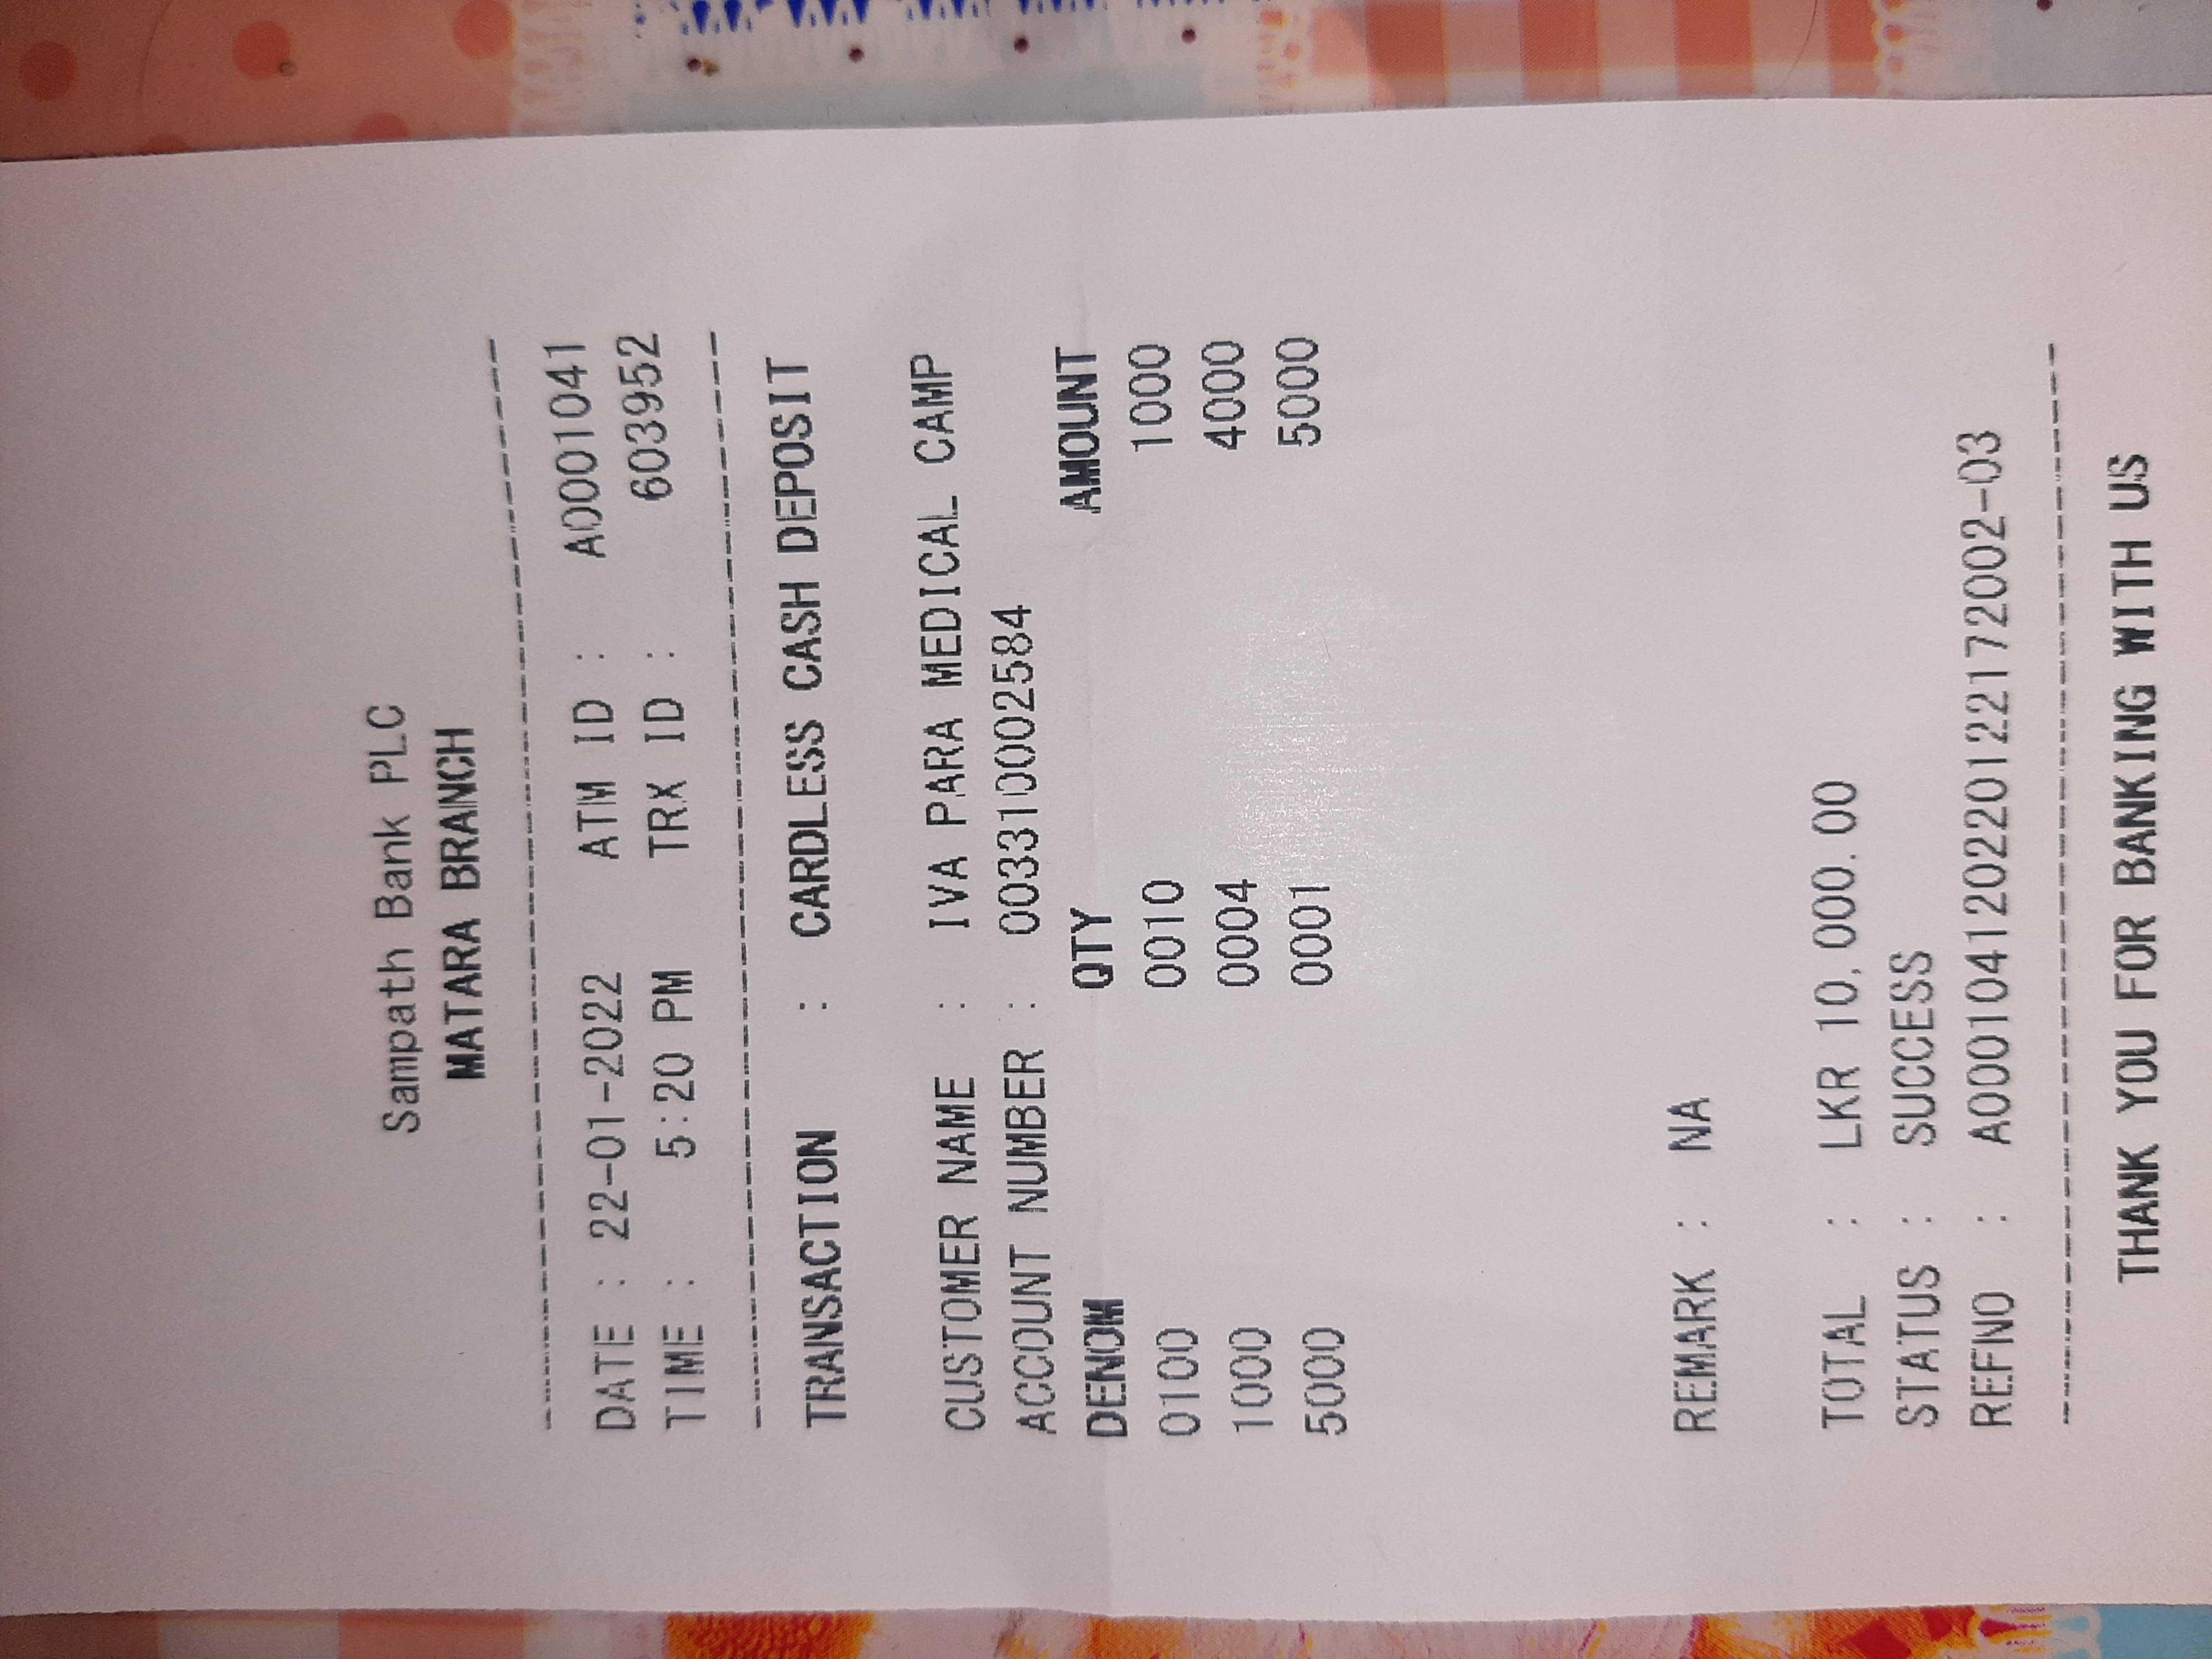 Sampath Bank PLC
MATARA BRANCH
DATE : 22-01-2022 ATM ID : A0001041
TIME : 5:20 PM TRX ID : 6039952
TRANSACTION : CARDLESS CASH DEPOSIT
CUSTOMER NAME : IVA PARA MEDICAL CAMP
ACCOUNT NUMBER : 003310002584
DENOM QTY AMOUNT
0100 0010 1000
1000 0004 4000
5000 0001 5000
REMARK : NA
TOTAL : LKR 10,000.00
STATUS : SUCCESS
REFNO : A000104120220122172002-03
THANK YOU FOR BANKING WITH US